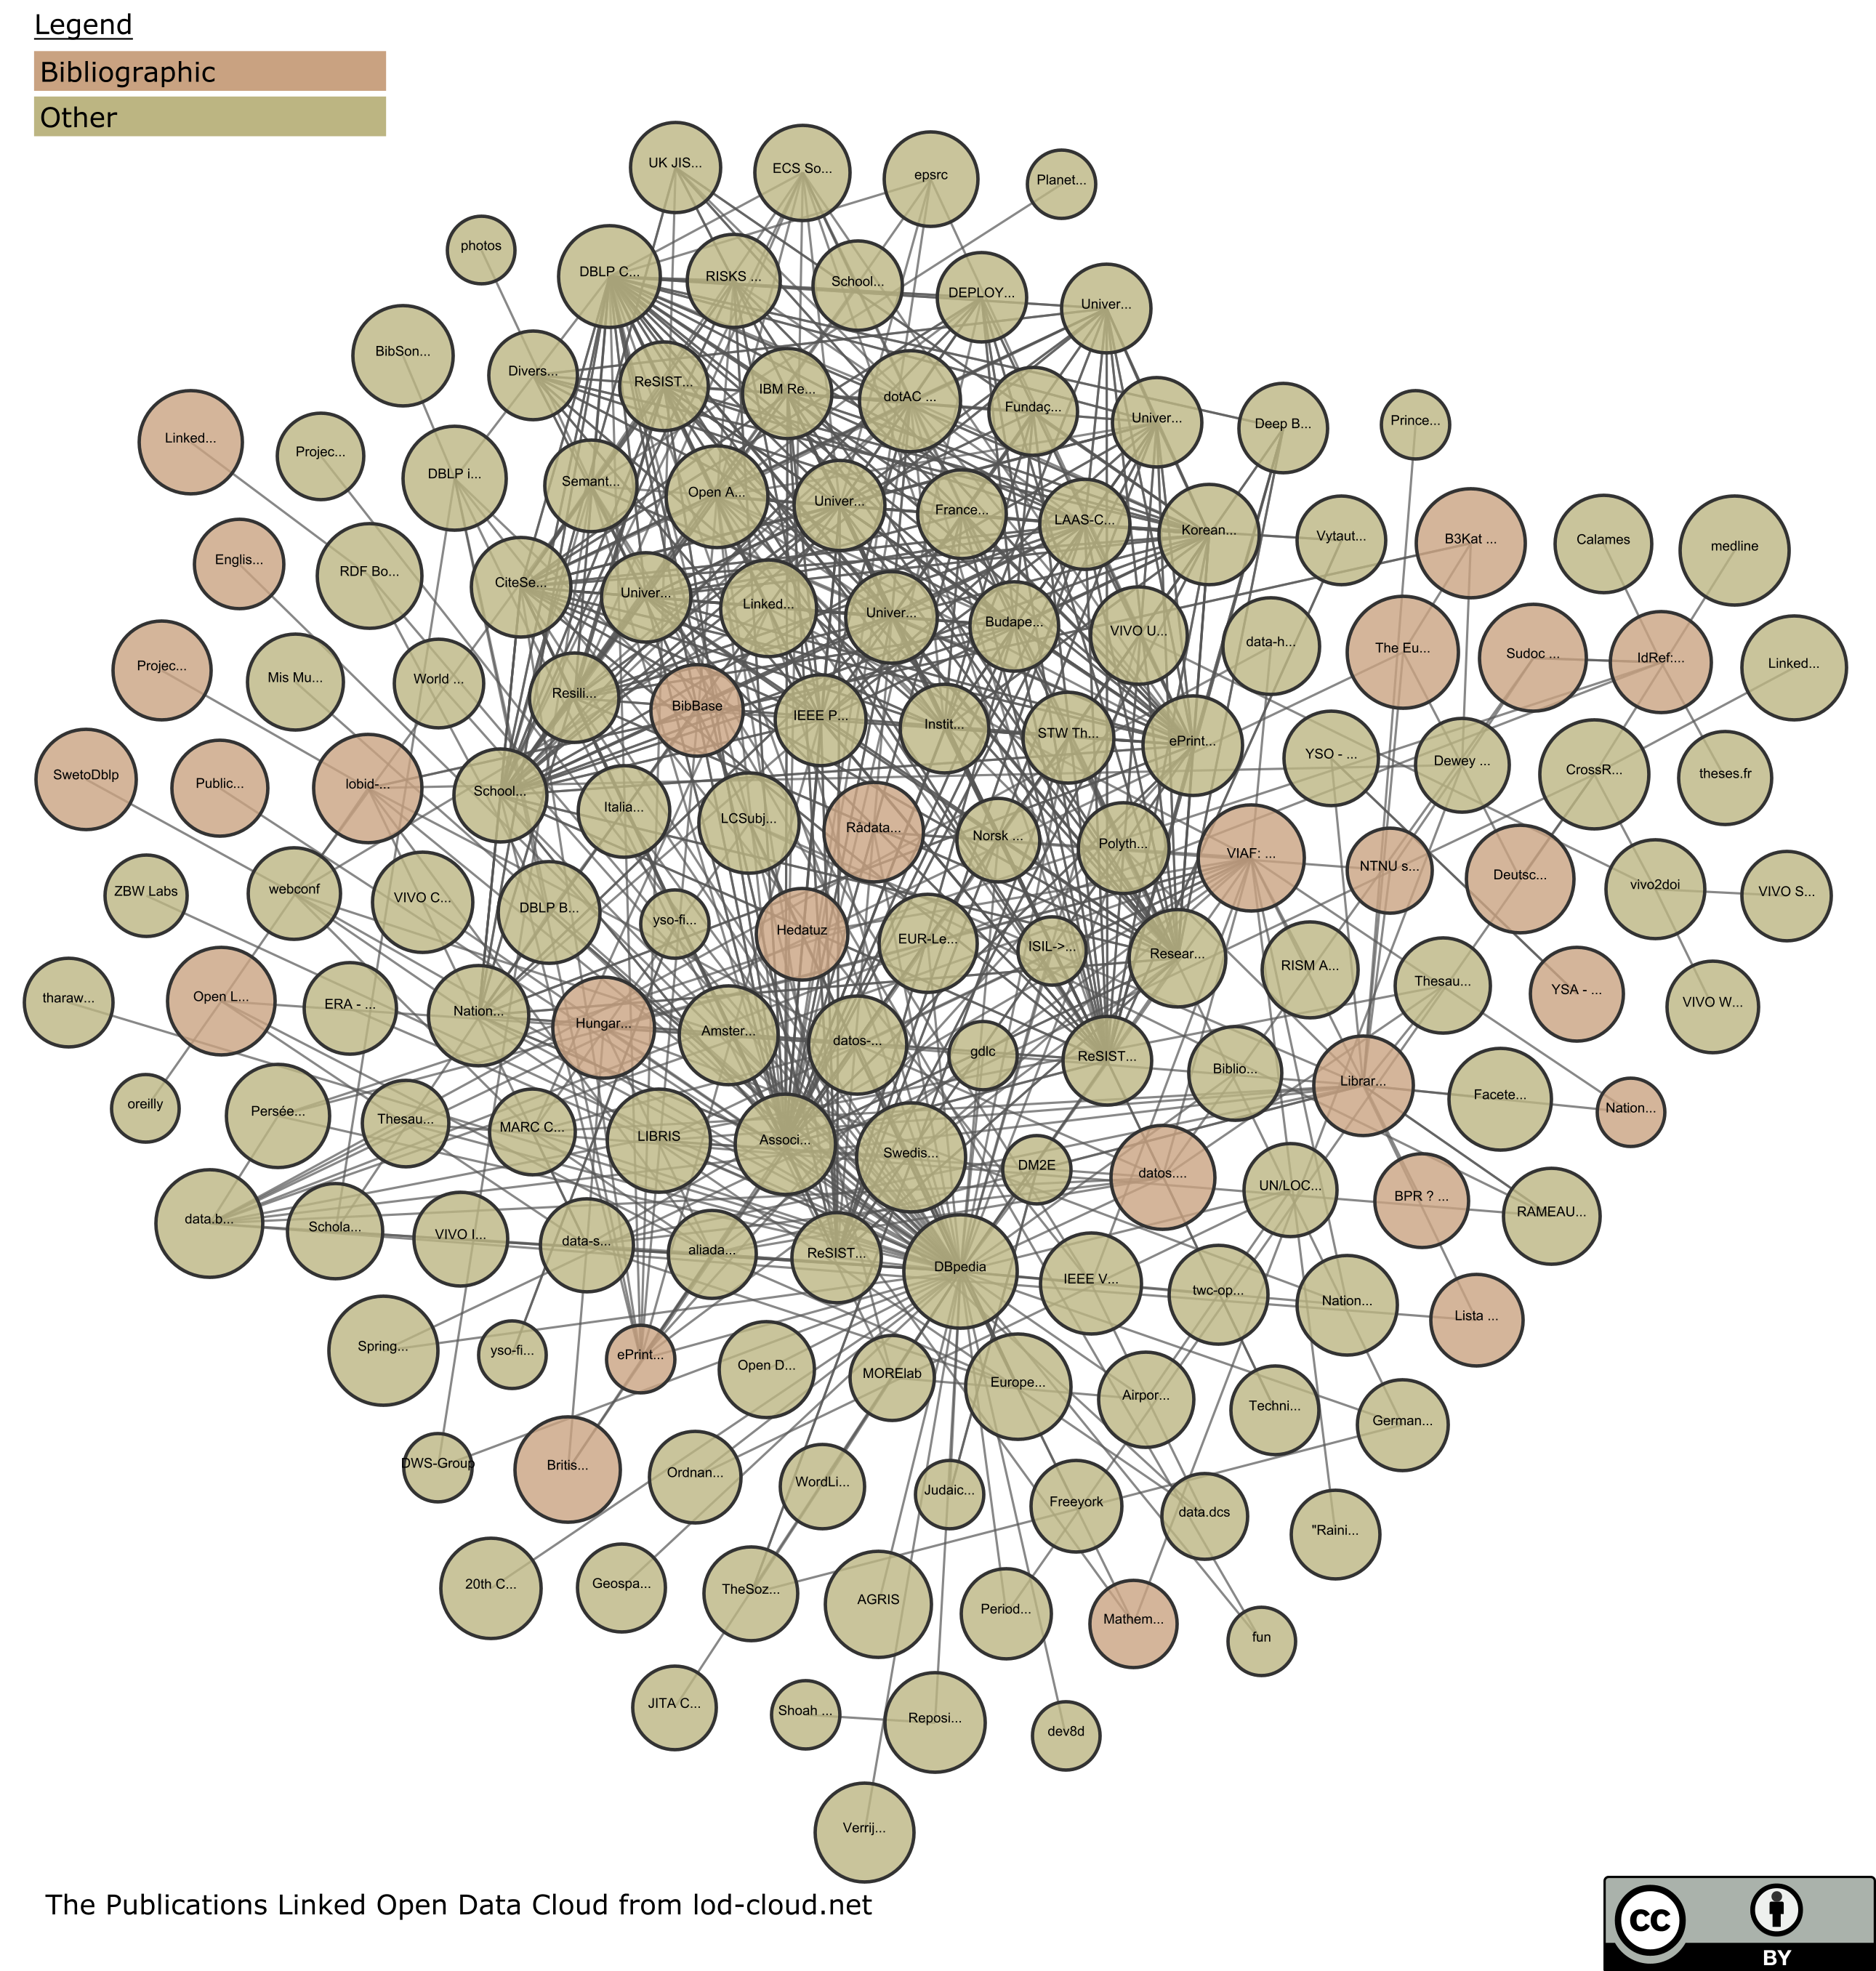 Legend
Bibliographic
Other
UK JIS...
ECS So...
epsrc
Planet...
photos
DBLP C...
RISKS ...
School...
DEPLOY...
Univer...
BibSon...
Divers...
ReSIST...
IBM Re...
dotAC ...
Fundaç...
Univer...
Deep B...
Prince...
Linked...
Projec...
DBLP i...
Semant...
Open A...
Univer...
France...
LAAS-C...
Korean...
Vytaut...
B3Kat ...
Calames
medline
Englis...
RDF Bo...
CiteSe...
Univer...
Linked...
Univer...
Budape...
VIVO U...
data-h...
The Eu...
Sudoc ...
IdRef:...
Linked...
Projec...
Mis Mu...
World ...
Resili...
BibBase
IEEE P...
Instit...
STW Th...
ePrint...
YSO - ...
Dewey ...
CrossR...
theses.fr
SwetoDblp
Public...
lobid-...
School...
Italia...
LCSubj...
Rådata...
Norsk ...
Polyth...
VIAF: ...
NTNU s...
Deutsc...
vivo2doi
VIVO S...
ZBW Labs
webconf
VIVO C...
DBLP B...
yso-fi...
Hedatuz
EUR-Le...
ISIL->...
Resear...
RISM A...
Thesau...
YSA - ...
VIVO W...
tharaw...
Open L...
ERA - ...
Nation...
Hungar...
Amster...
datos-...
gdlc
ReSIST...
Biblio...
Librar...
Facete...
Nation...
oreilly
Persée...
Thesau...
MARC C...
LIBRIS
Associ...
Swedis...
DM2E
datos....
UN/LOC...
BPR ? ...
RAMEAU...
data.b...
Schola...
VIVO I...
data-s...
aliada...
ReSIST...
DBpedia
IEEE V...
twc-op...
Nation...
Lista ...
Spring...
yso-fi...
ePrint...
Open D...
MORElab
Europe...
Airpor...
Techni...
German...
DWS-Group
Britis...
Ordnan...
WordLi...
Judaic...
Freeyork
data.dcs
"Raini...
20th C...
Geospa...
TheSoz...
AGRIS
Period...
Mathem...
fun
JITA C...
Shoah ...
Reposi...
dev8d
Verrij...
The Publications Linked Open Data Cloud from lod-cloud.net
cc
BY